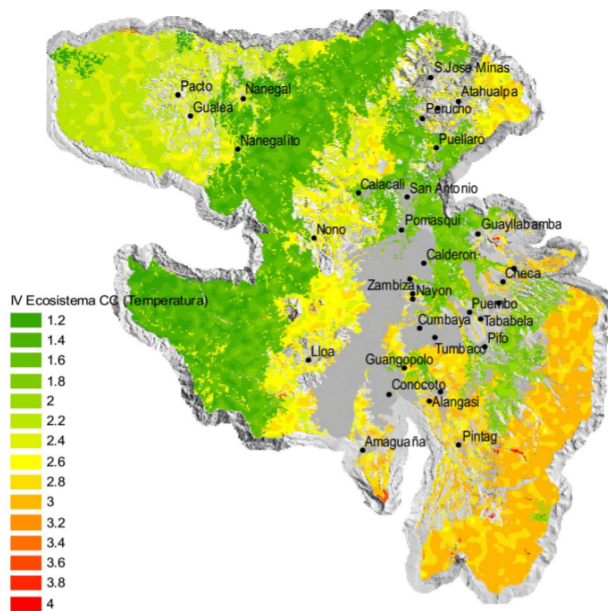 S.Jose Minas
Pacto
Nanegal
Atahualpa
Gualea
Perucho
Nanegalito
Puellaro
Calacali
San Antonio
Nono
Pomasqui
Guayllabamba
Calderon
Checa
IV Ecosistema CC (Temperatura)
Zambiza
Nayon
1.2
Puembo
1.4
Cumbaya
Tababela
1.6
Lloa
Tumbaco
Pifo
1.8
Guangopolo
2
Conocoto
2.2
Alangasi
2.4
Amaguaña
Pintag
2.6
2.8
3
3.2
3.4
3.6
3.8
4